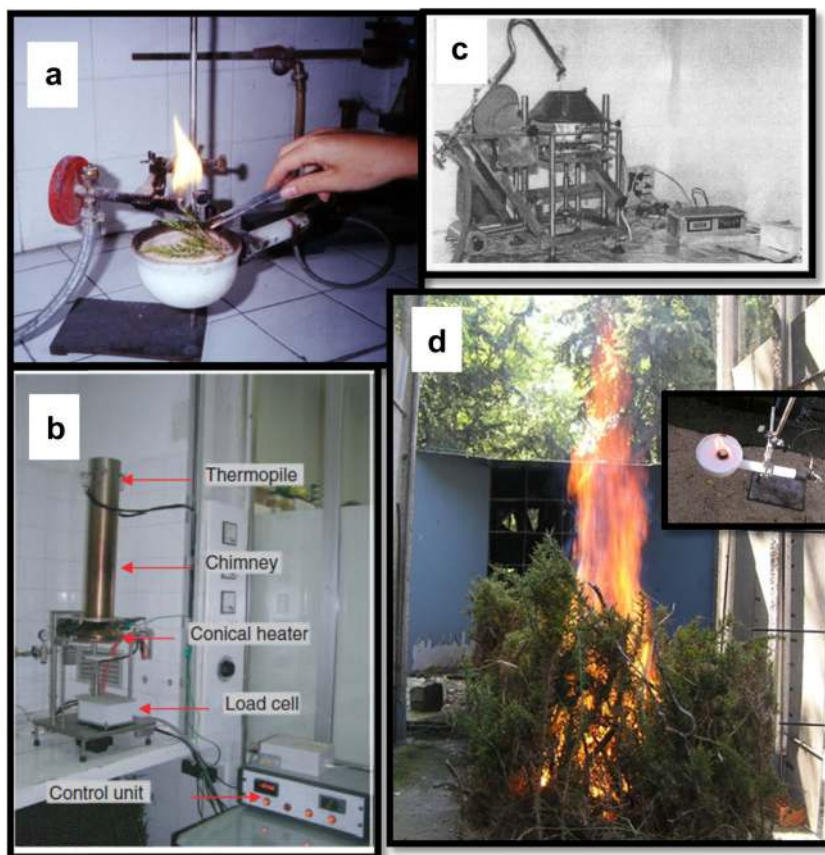 a
c
b
Thermopile
Chimney
Conical heater
Load cell
Control unit
d